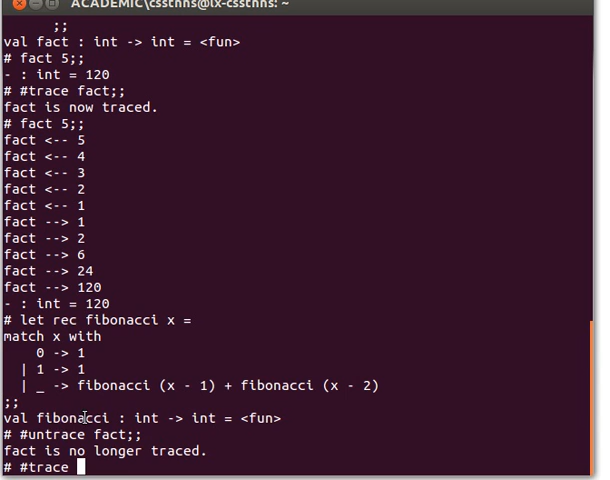 ACADEMIC\csstnns@lx-csstnns: ~
;;
val fact : int -> int = <fun>
# fact 5;;
- : int = 120
# #trace fact;;
fact is now traced.
# fact 5;;
fact <-- 5
fact <-- 4
fact <-- 3
fact <-- 2
fact <-- 1
fact --> 1
fact --> 2
fact --> 6
fact --> 24
fact --> 120
- : int = 120
# let rec fibonacci x =
match x with
    0 -> 1
  | 1 -> 1
  | _ -> fibonacci (x - 1) + fibonacci (x - 2)
;;
val fibonacci : int -> int = <fun>
# #untrace fact;;
fact is no longer traced.
# #trace